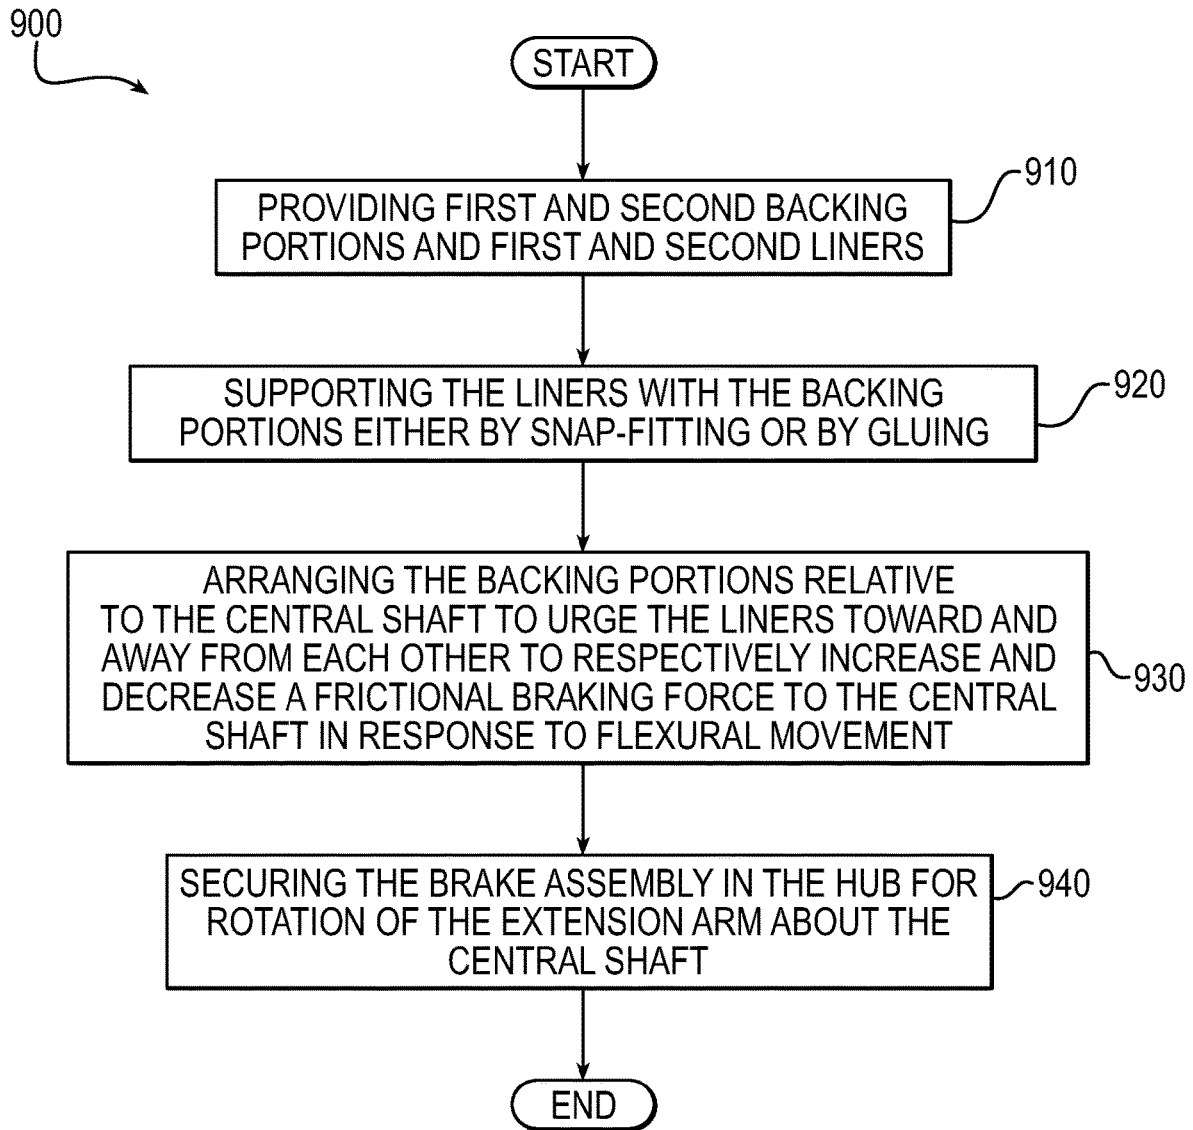 900
START
910
PROVIDING FIRST AND SECOND BACKING
PORTIONS AND FIRST AND SECOND LINERS
920
SUPPORTING THE LINERS WITH THE BACKING
PORTIONS EITHER BY SNAP-FITTING OR BY GLUING
ARRANGING THE BACKING PORTIONS RELATIVE
TO THE CENTRAL SHAFT TO URGE THE LINERS TOWARD AND
AWAY FROM EACH OTHER TO RESPECTIVELY INCREASE AND
DECREASE A FRICTIONAL BRAKING FORCE TO THE CENTRAL
SHAFT IN RESPONSE TO FLEXURAL MOVEMENT
930
SECURING THE BRAKE ASSEMBLY IN THE HUB FOR
ROTATION OF THE EXTENSION ARM ABOUT THE
CENTRAL SHAFT
940
END